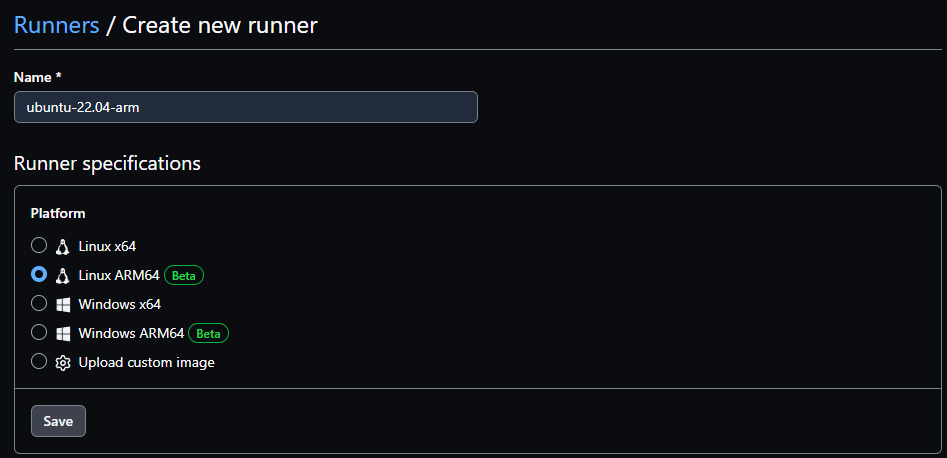 Runners / Create new runner
Name *
ubuntu-22.04-arm
Runner specifications
Platform
Linux x64
Linux ARM64 Beta
Windows x64
Windows ARM64 Beta
Upload custom image
Save